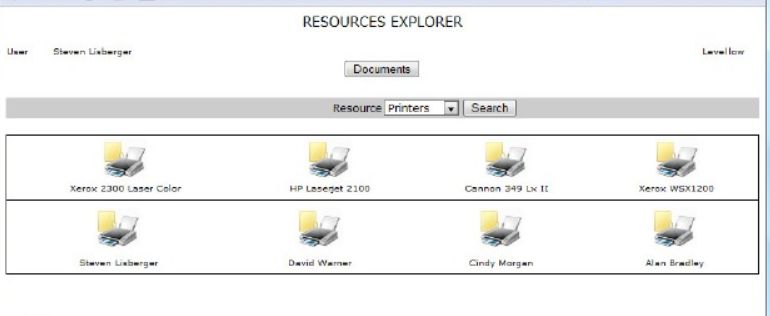 RESOURCES EXPLORER
User Steven Lisberger Level low
Documents
Resource Printers Search
Xerox 2300 Laser Color HP Laserjet 2100 Cannon 349 Lx II Xerox WSX1200
Steven Lisberger David Warner Cindy Morgan Alan Bradley